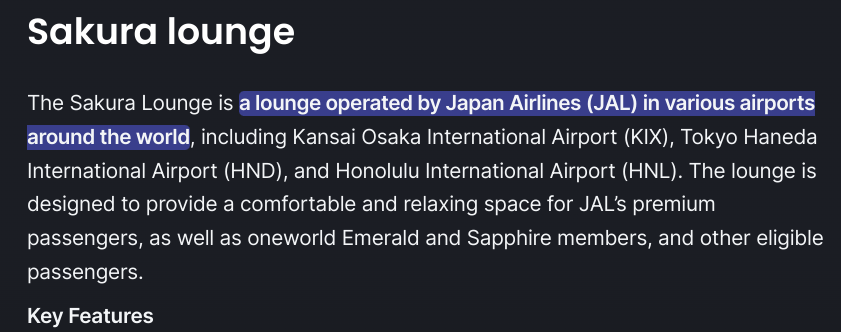 Sakura lounge
The Sakura Lounge is a lounge operated by Japan Airlines (JAL) in various airports
around the world, including Kansai Osaka International Airport (KIX), Tokyo Haneda
International Airport (HND), and Honolulu International Airport (HNL). The lounge is
designed to provide a comfortable and relaxing space for JAL’s premium
passengers, as well as oneworld Emerald and Sapphire members, and other eligible
passengers.
Key Features